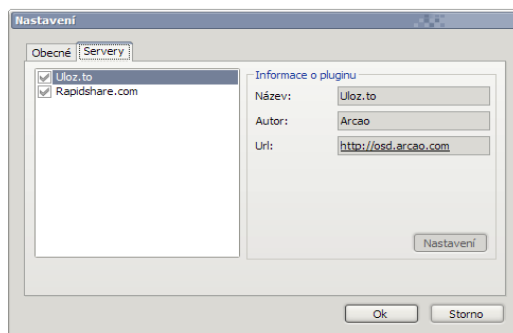 Nastavení
Obecné Servery
Uloz.to
Rapidshare.com
Informace o pluginu
Název: Uloz.to
Autor: Arcao
Url: http://osd.arcao.com
Nastavení
Ok Storno